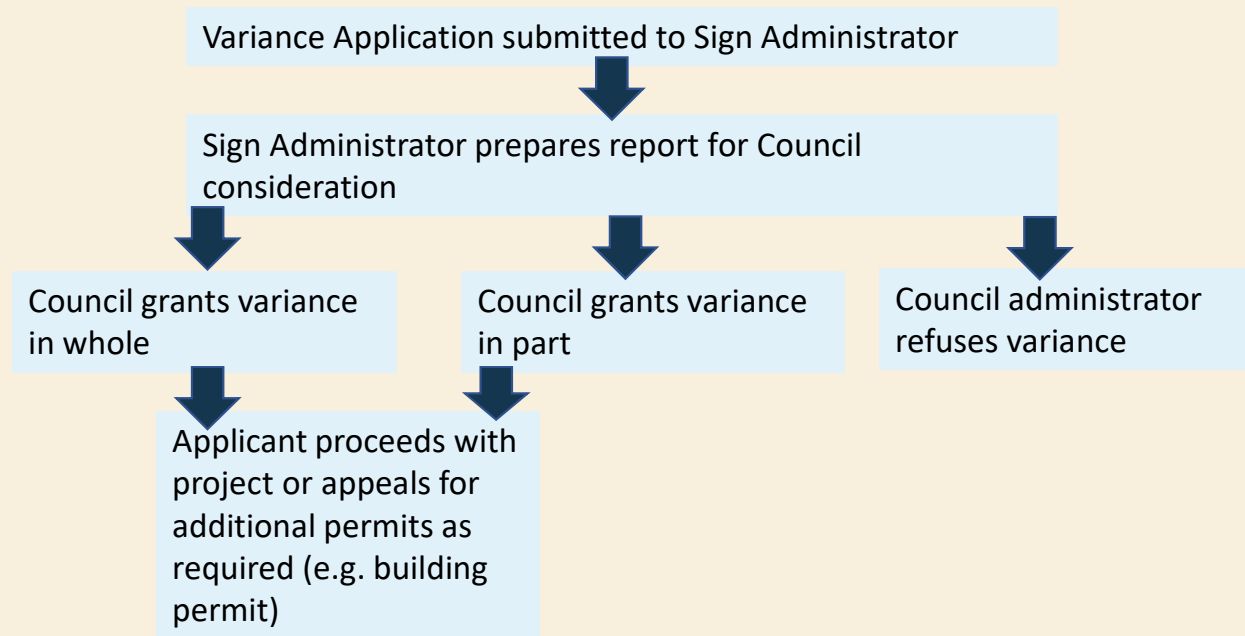 Variance Application submitted to Sign Administrator
Sign Administrator prepares report for Council
consideration
Council grants variance
in whole
Council grants variance
in part
Council administrator
refuses variance
Applicant proceeds with
project or appeals for
additional permits as
required (e.g. building
permit)